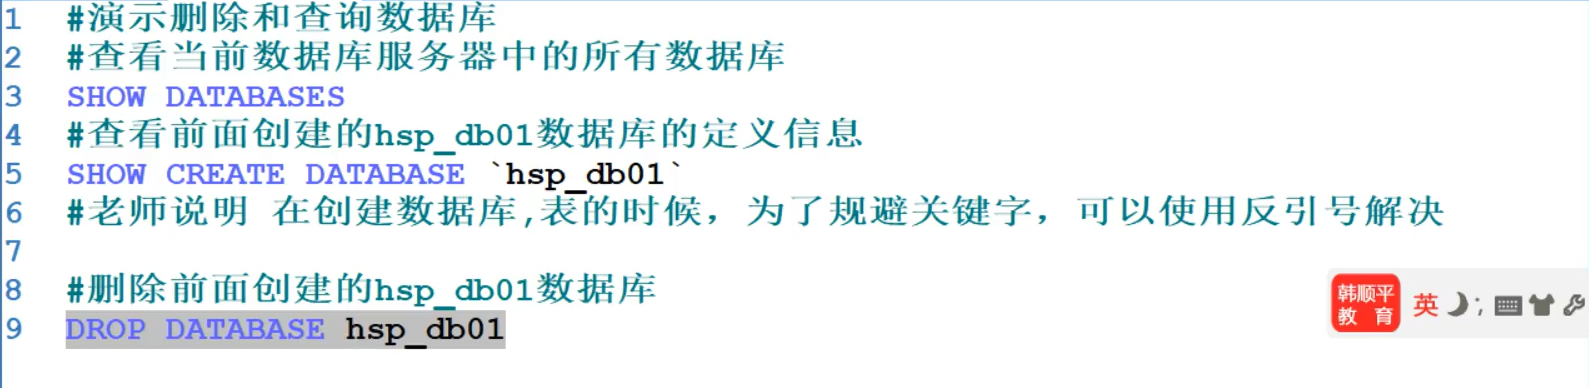 1 #演示删除和查询数据库
2 #查看当前数据库服务器中的所有数据库
3 SHOW DATABASES
4 #查看前面创建的hsp_db01数据库的定义信息
5 SHOW CREATE DATABASE `hsp_db01`
6 #老师说明 在创建数据库,表的时候，为了规避关键字，可以使用反引号解决
7
8 #删除前面创建的hsp_db01数据库
9 DROP DATABASE hsp_db01
韩顺平
教 育
英 ;